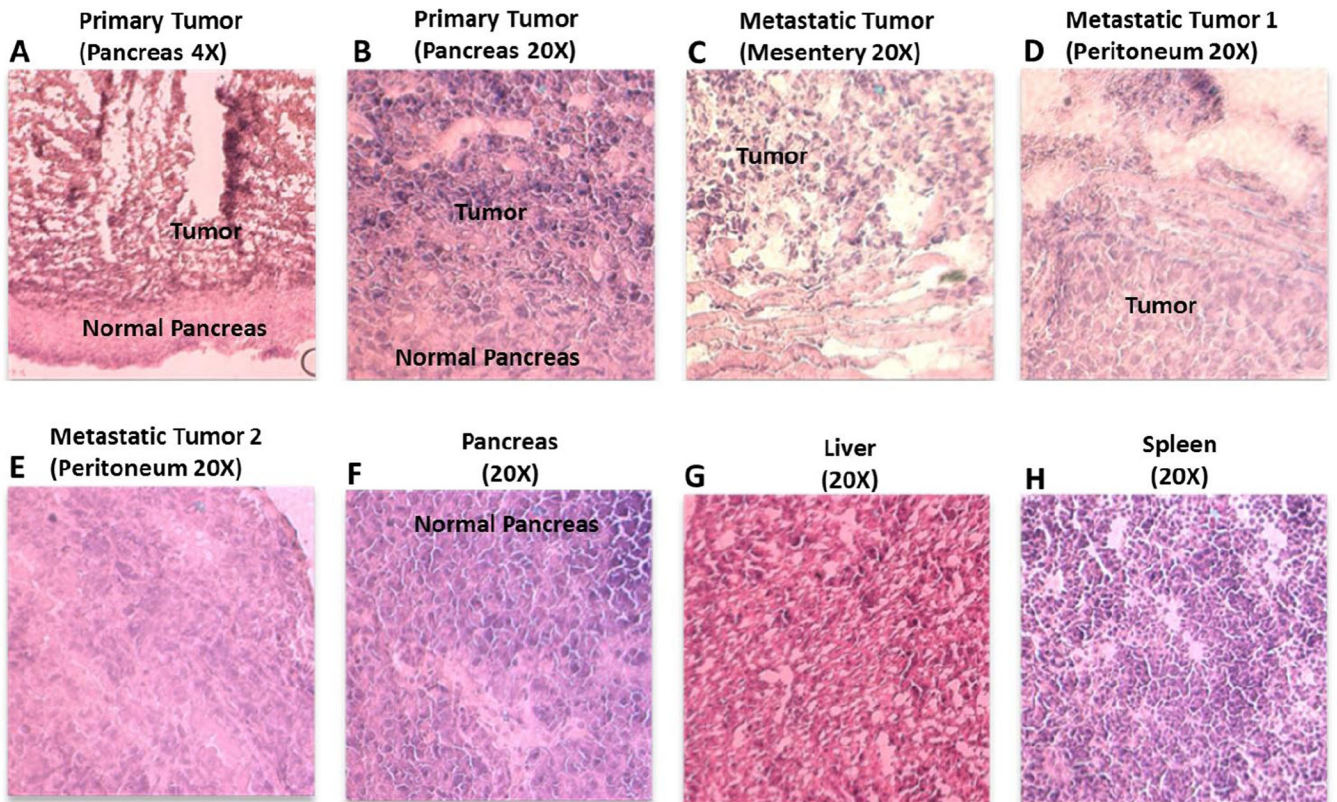 A
Primary Tumor
(Pancreas 4X)
Tumor
Normal Pancreas
B
Primary Tumor
(Pancreas 20X)
Tumor
Normal Pancreas
C
Metastatic Tumor
(Mesentery 20X)
Tumor
D
Metastatic Tumor 1
(Peritoneum 20X)
Tumor
E
Metastatic Tumor 2
(Peritoneum 20X)
F
Pancreas
(20X)
Normal Pancreas
G
Liver
(20X)
H
Spleen
(20X)